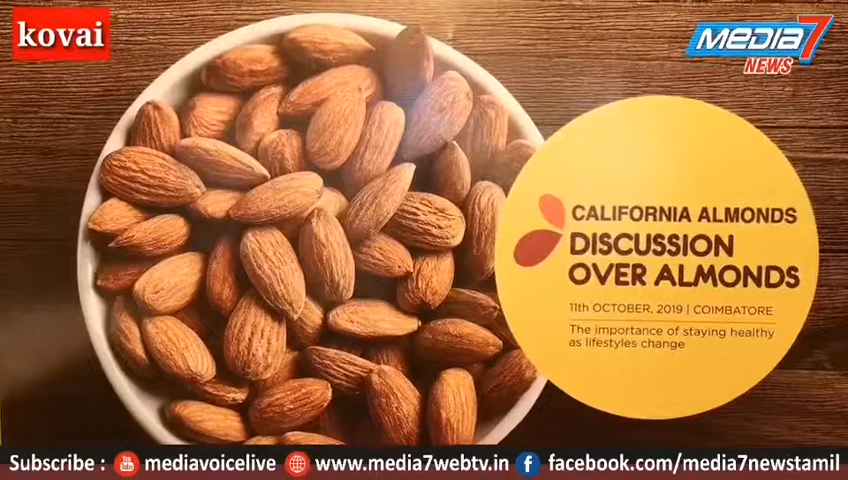 kovai
MEDIA 7
NEWS
CALIFORNIA ALMONDS
DISCUSSION
OVER ALMONDS
11TH OCTOBER, 2019 | COIMBATORE
The importance of staying healthy
as lifestyles change
Subscribe : mediavoicelive www.media7webtv.in facebook.com/media7newstamil